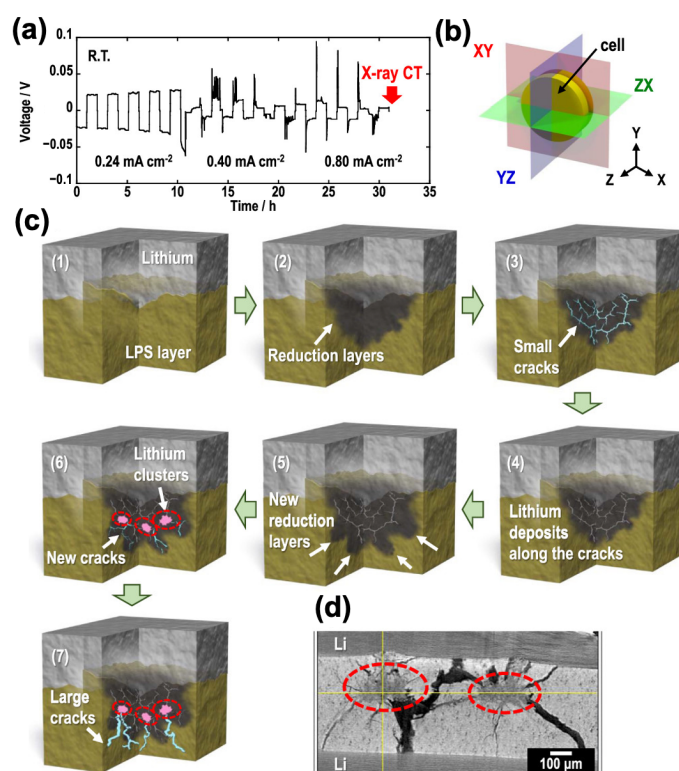 (a)
0.1
R.T.
X-ray CT
0.05
0
Voltage / V
−0.05
0.24 mA cm-2
0.40 mA cm-2
0.80 mA cm-2
−0.1
0 5 10 15 20 25 30 35
Time / h
(b)
cell
XY
ZX
YZ
Y
Z
X
(c)
(1)
Lithium
LPS layer
(2)
Reduction layers
(3)
Small
cracks
(4)
Lithium
deposits
along the cracks
(5)
New
reduction
layers
(6)
Lithium
clusters
New cracks
(7)
Large
cracks
(d)
Li
Li
100 μm